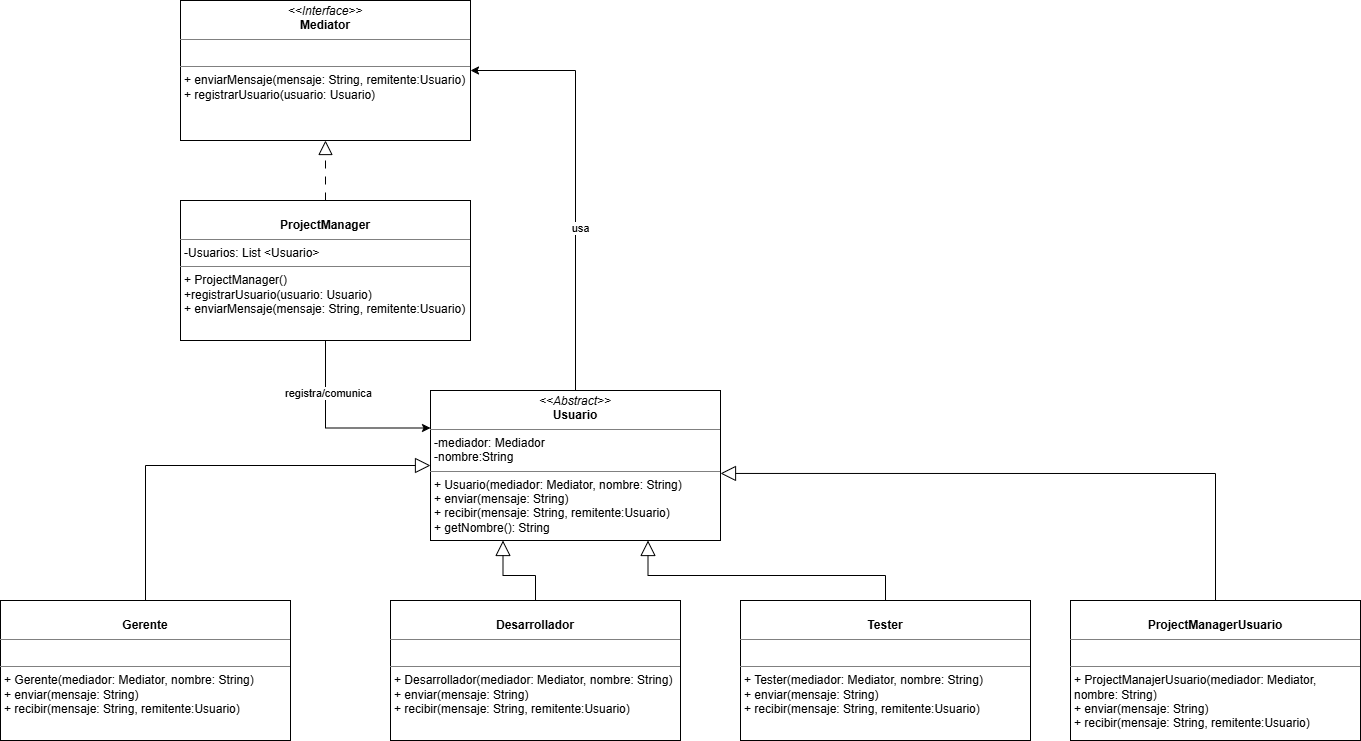 <<Interface>>
Mediator
+ enviarMensaje(mensaje: String, remitente:Usuario)
+ registrarUsuario(usuario: Usuario)
usa
ProjectManager
-Usuarios: List <Usuario>
+ ProjectManager()
+registrarUsuario(usuario: Usuario)
+ enviarMensaje(mensaje: String, remitente:Usuario)
registra/comunica
<<Abstract>>
Usuario
-mediador: Mediador
-nombre:String
+ Usuario(mediador: Mediator, nombre: String)
+ enviar(mensaje: String)
+ recibir(mensaje: String, remitente:Usuario)
+ getNombre(): String
Gerente
+ Gerente(mediador: Mediator, nombre: String)
+ enviar(mensaje: String)
+ recibir(mensaje: String, remitente:Usuario)
Desarrollador
+ Desarrollador(mediador: Mediator, nombre: String)
+ enviar(mensaje: String)
+ recibir(mensaje: String, remitente:Usuario)
Tester
+ Tester(mediador: Mediator, nombre: String)
+ enviar(mensaje: String)
+ recibir(mensaje: String, remitente:Usuario)
ProjectManagerUsuario
+ ProjectManajerUsuario(mediador: Mediator,
nombre: String)
+ enviar(mensaje: String)
+ recibir(mensaje: String, remitente:Usuario)